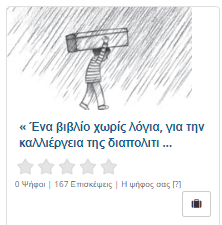 « Ένα βιβλίο χωρίς λόγια, για την
καλλιέργεια της διαπολιτι ...
0 Ψήφοι | 167 Επισκέψεις | Η ψήφος σας [?]